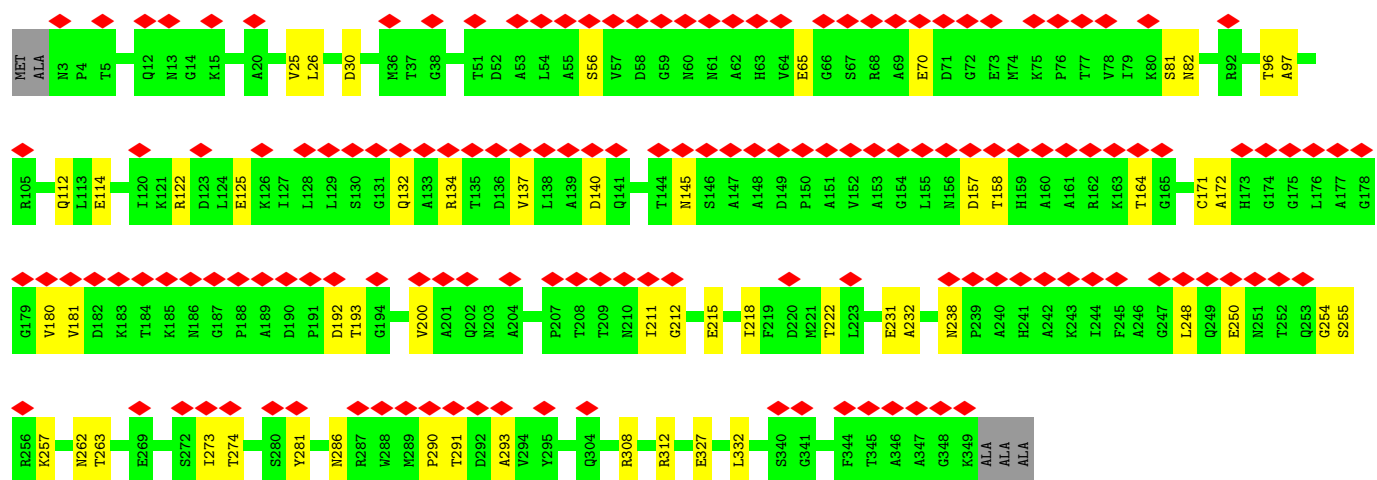 MET ALA N3 P4 T5 Q12 N13 G14 K15 A20 V25 L26 D30 M36 T37 G38 T51 D52 A53 L54 A55 S56 V57 D58 G59 N60 N61 A62 H63 V64 E65 G66 S67 R68 A69 E70 D71 G72 E73 M74 K75 P76 T77 V78 I79 K80 S81 N82 R92 T96 A97
R105 Q112 L113 E114 I120 K121 R122 D123 L124 E125 K126 I127 L128 L129 S130 G131 Q132 A133 R134 T135 D136 V137 L138 A139 D140 Q141 T144 N145 S146 A147 A148 D149 P150 A151 V152 A153 G154 L155 N156 D157 T158 H159 A160 A161 R162 K163 T164 G165 C171 A172 H173 G174 G175 L176 A177 G178
G179 V180 V181 D182 K183 T184 K185 N186 G187 P188 A189 D190 P191 D192 T193 G194 V200 A201 Q202 N203 A204 P207 T208 T209 N210 I211 G212 E215 I218 F219 D220 M221 T222 L223 E231 A232 N238 P239 A240 H241 A242 K243 I244 F245 A246 G247 L248 Q249 E250 N251 T252 Q253 G254 S255
R256 K257 N262 T263 E269 S272 I273 T274 S280 Y281 N286 R287 W288 M289 P290 T291 D292 A293 V294 Y295 Q304 R308 R312 E327 L332 S340 G341 F344 T345 A346 A347 G348 K349 ALA ALA ALA